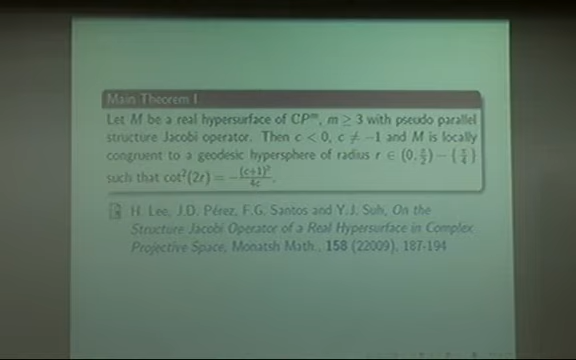 Main Theorem I
Let M be a real hypersurface of CP^m, m ≥ 3 with pseudo parallel
structure Jacobi operator. Then c < 0, c ≠ −1 and M is locally
congruent to a geodesic hypersphere of radius r ∈ (0, π/2) − {π/4}
such that cot²(2r) = −(c+1)²/4c.
H. Lee, J.D. Pérez, F.G. Santos and Y.J. Suh, On the
Structure Jacobi Operator of a Real Hypersurface in Complex
Projective Space, Monatsh Math., 158 (22009), 187-194